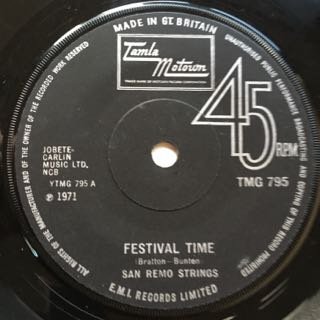 MADE IN GT. BRITAIN
UNAUTHORISED PUBLIC PERFORMANCE BROADCASTING AND COPYING OF THIS RECORD PROHIBITED
ALL RIGHTS OF THE MANUFACTURER AND OF THE OWNER OF THE RECORDED WORK RESERVED
Tamla
Motown
TRADE MARK OF MOTOWN RECORD CORPORATION
45 RPM
JOBETE-
CARLIN
MUSIC LTD.
NCB
YTMG 795 A
℗ 1971
TMG 795
FESTIVAL TIME
(Bratton—Bunten)
SAN REMO STRINGS
E.M.I. RECORDS LIMITED